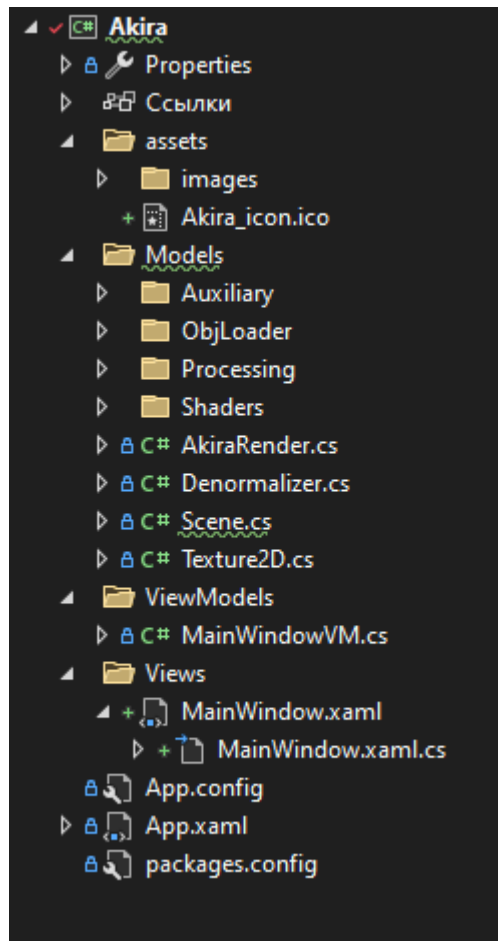 C# Akira
Properties
Ссылки
assets
images
Akira_icon.ico
Models
Auxiliary
ObjLoader
Processing
Shaders
C# AkiraRender.cs
C# Denormalizer.cs
C# Scene.cs
C# Texture2D.cs
ViewModels
C# MainWindowVM.cs
Views
MainWindow.xaml
MainWindow.xaml.cs
App.config
App.xaml
packages.config